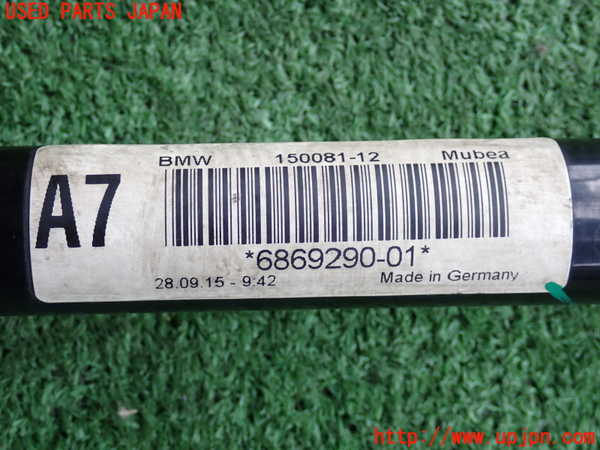 USED PARTS JAPAN
BMW 150081-12 Mubea
A7
*6869290-01*
28.09.15 - 9:42 Made in Germany
http://www.upjpn.com/